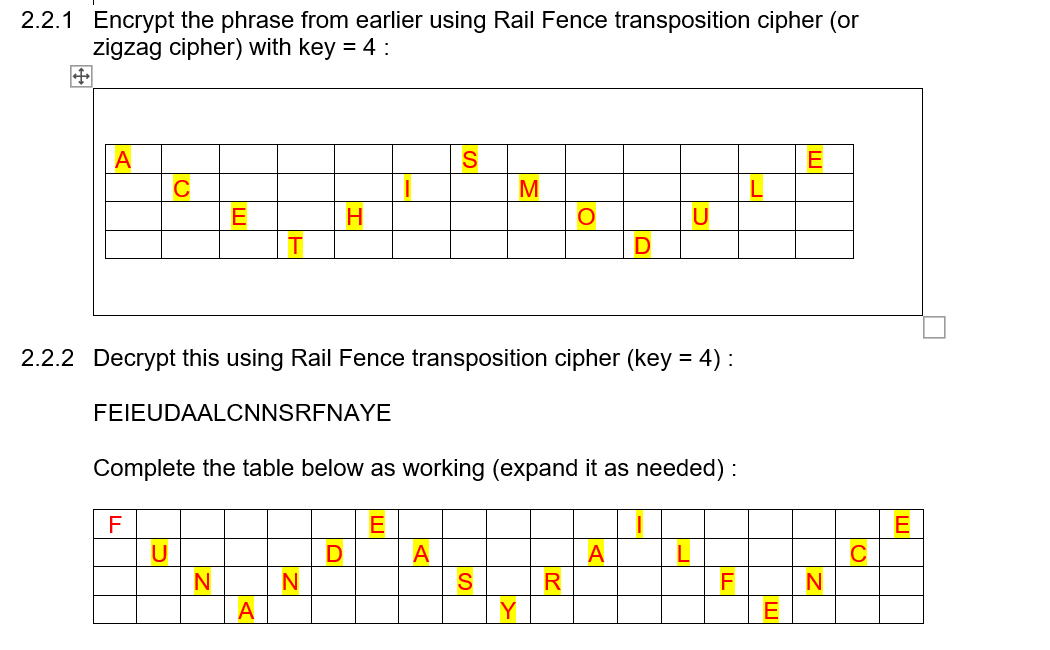 2.2.1 Encrypt the phrase from earlier using Rail Fence transposition cipher (or
zigzag cipher) with key = 4 :
A S E
C I M L
E H O U
T D
2.2.2 Decrypt this using Rail Fence transposition cipher (key = 4) :
FEIEUDAALCNNSRFNAYE
Complete the table below as working (expand it as needed) :
F E I E
U D A A L C
N N S R F N
A Y E